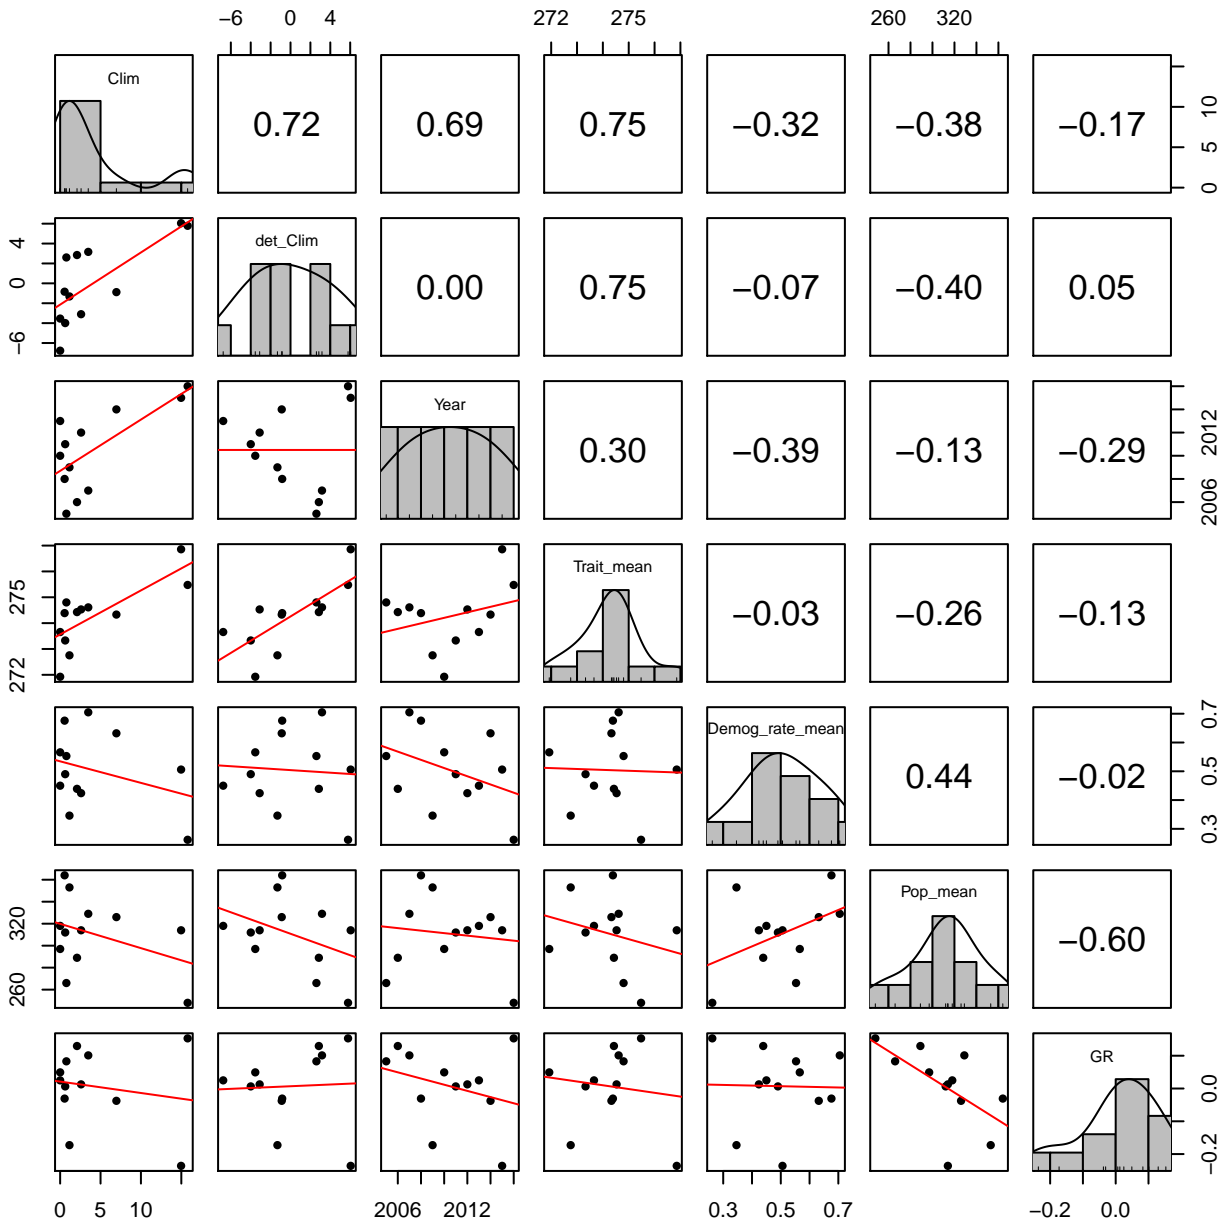 −6 0 4 272 275 260 320
Clim 0.72 0.69 0.75 −0.32 −0.38 −0.17 0 5 10
−6 0 4 det_Clim 0.00 0.75 −0.07 −0.40 0.05
Year 0.30 −0.39 −0.13 −0.29 2006 2012
272 275 Trait_mean −0.03 −0.26 −0.13
Demog_rate_mean 0.44 −0.02 0.3 0.5 0.7
260 320 Pop_mean −0.60
GR −0.2 0.0
0 5 10 2006 2012 0.3 0.5 0.7 −0.2 0.0